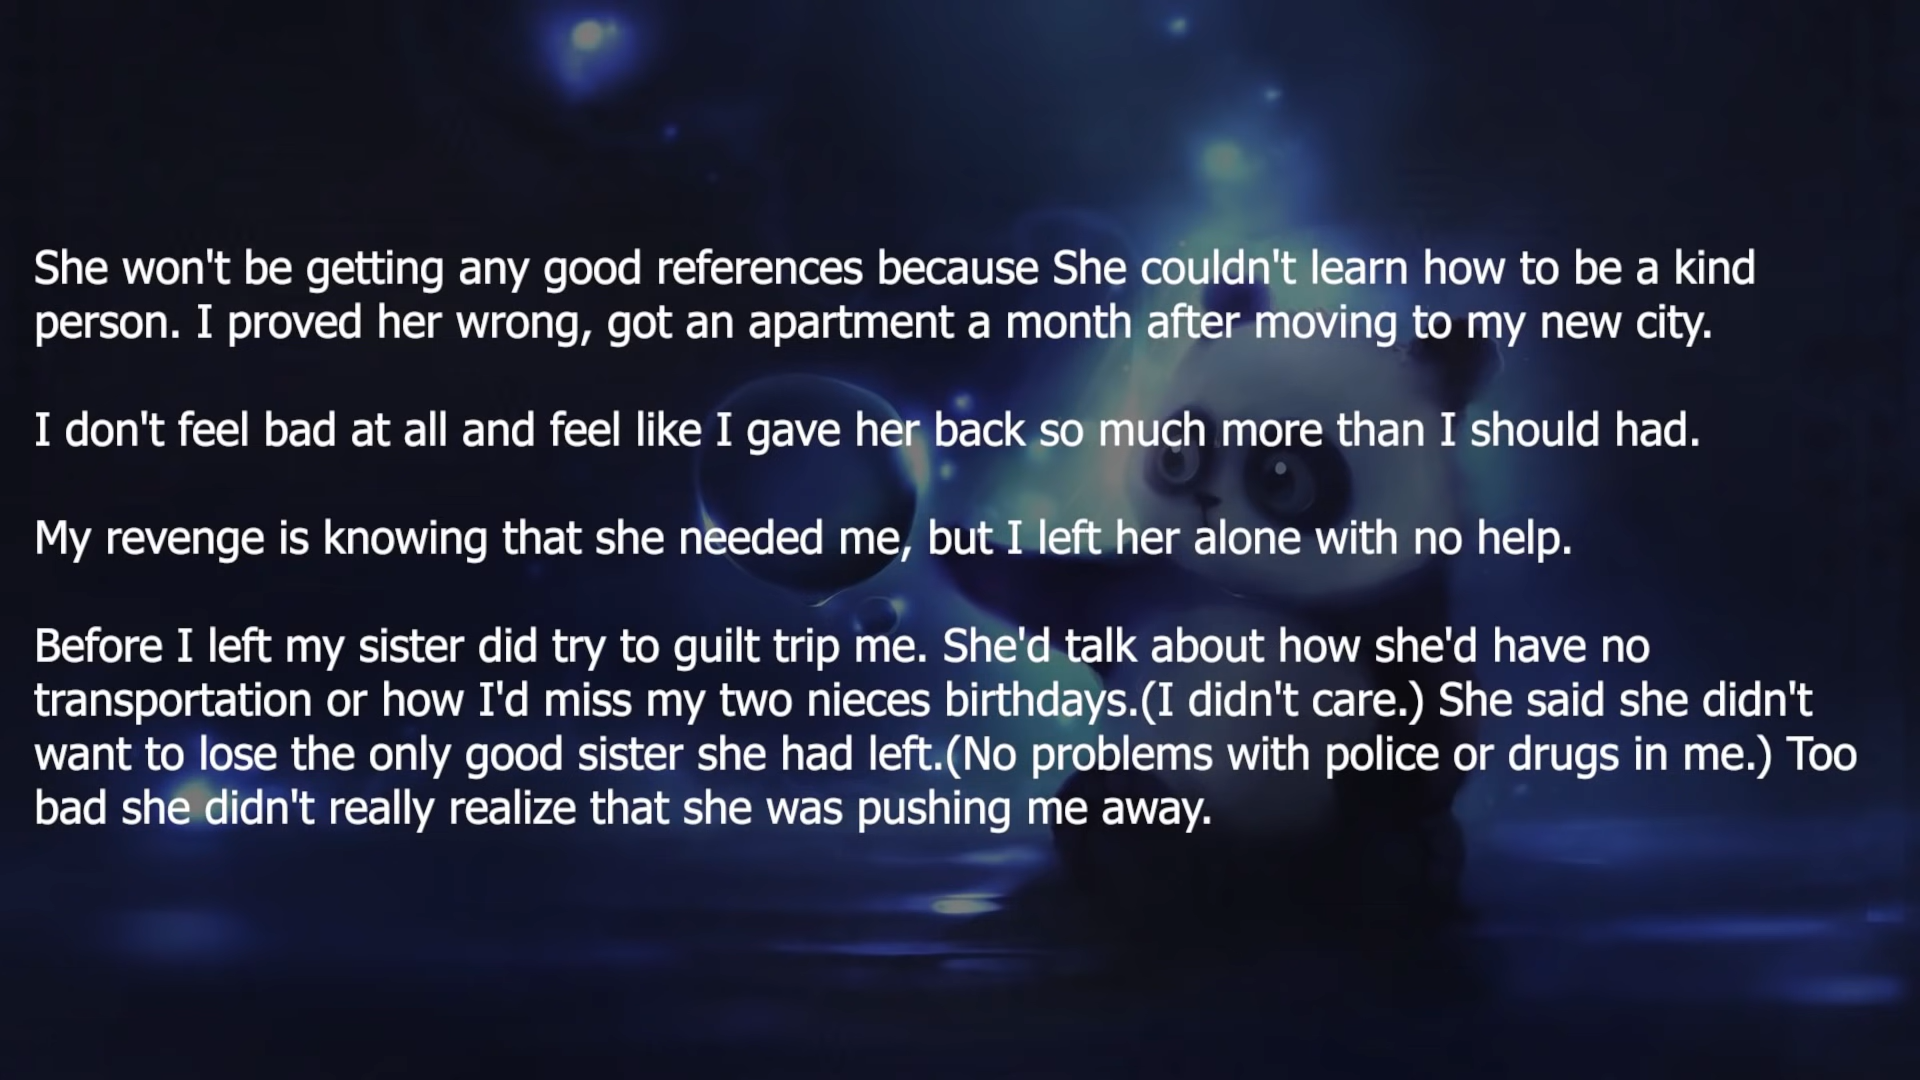 She won't be getting any good references because She couldn't learn how to be a kind
person. I proved her wrong, got an apartment a month after moving to my new city.
I don't feel bad at all and feel like I gave her back so much more than I should had.
My revenge is knowing that she needed me, but I left her alone with no help.
Before I left my sister did try to guilt trip me. She'd talk about how she'd have no
transportation or how I'd miss my two nieces birthdays.(I didn't care.) She said she didn't
want to lose the only good sister she had left.(No problems with police or drugs in me.) Too
bad she didn't really realize that she was pushing me away.